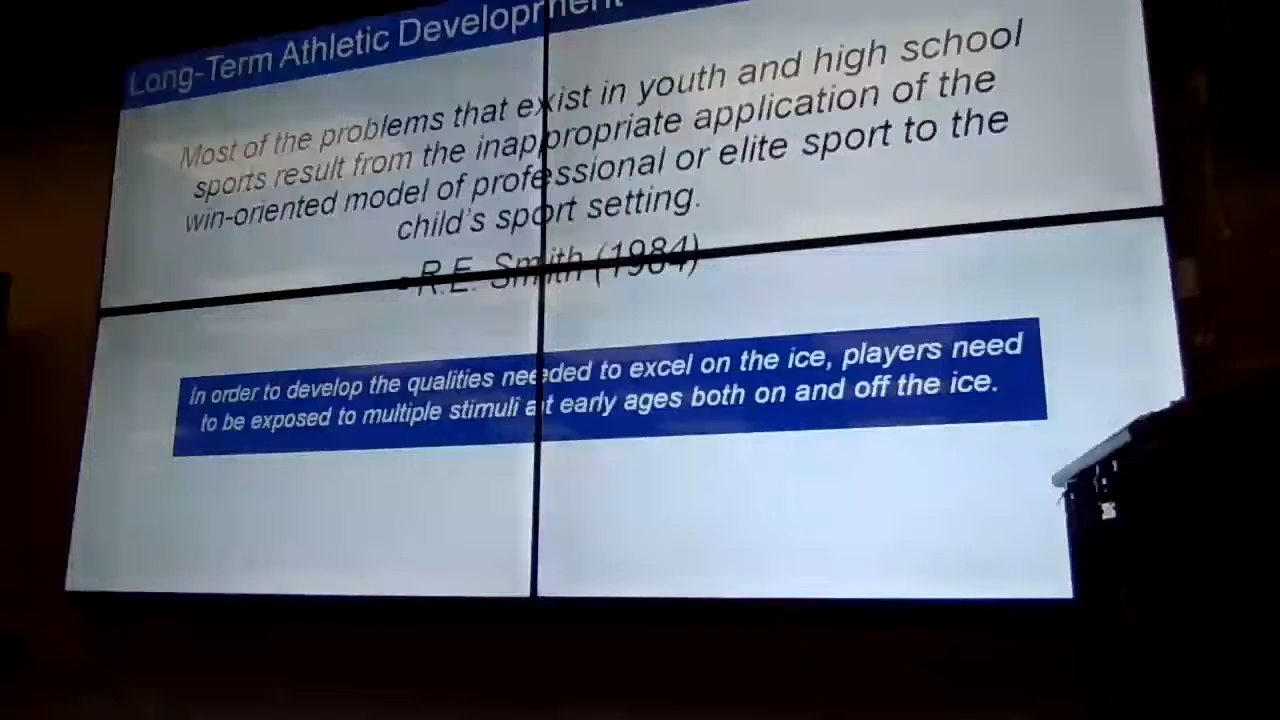 Long-Term Athletic Development
Most of the problems that exist in youth and high school
sports result from the inappropriate application of the
win-oriented model of professional or elite sport to the
child's sport setting.
- R.E. Smith (1984)
In order to develop the qualities needed to excel on the ice, players need
to be exposed to multiple stimuli at early ages both on and off the ice.